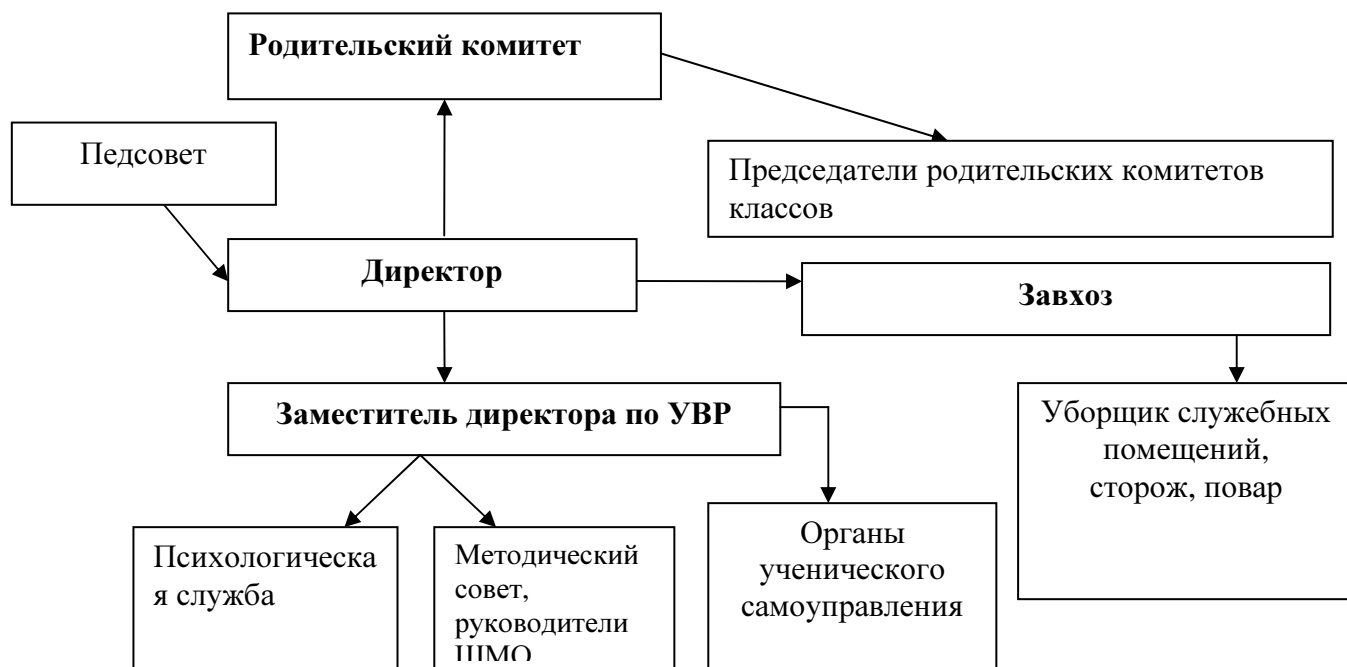 Родительский комитет
Педсовет
Председатели родительских комитетов
классов
Директор
Завхоз
Заместитель директора по УВР
Уборщик служебных
помещений,
сторож, повар
Психологическа
я служба
Методический
совет,
руководители
ШМО
Органы
ученического
самоуправления